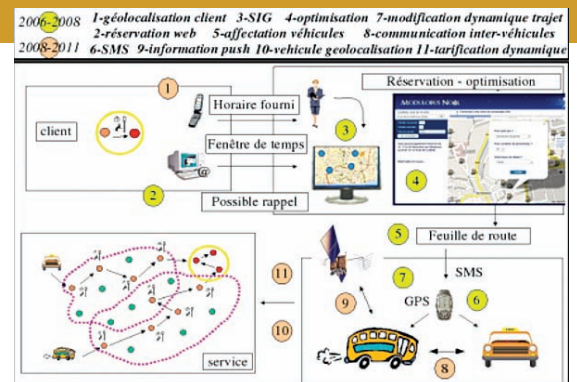 2006-2008 1-géolocalisation client 3-SIG 4-optimisation 7-modification dynamique trajet
2-réservation web 5-affectation véhicules 8-communication inter-véhicules
2008-2011 6-SMS 9-information push 10-vehicule geolocalisation 11-tarification dynamique
Réservation - optimisation
1
Horaire fourni
client
3
MODULOBUS NOLIS
Fenêtre de temps
4
2
Possible rappel
5
Feuille de route
11
7
SMS
6
GPS
9
10
service
8